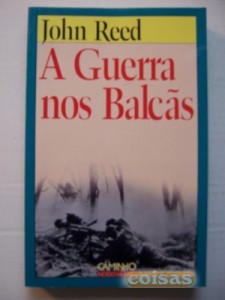 John Reed
A Guerra
nos Balcãs
CAMINHO
coisas